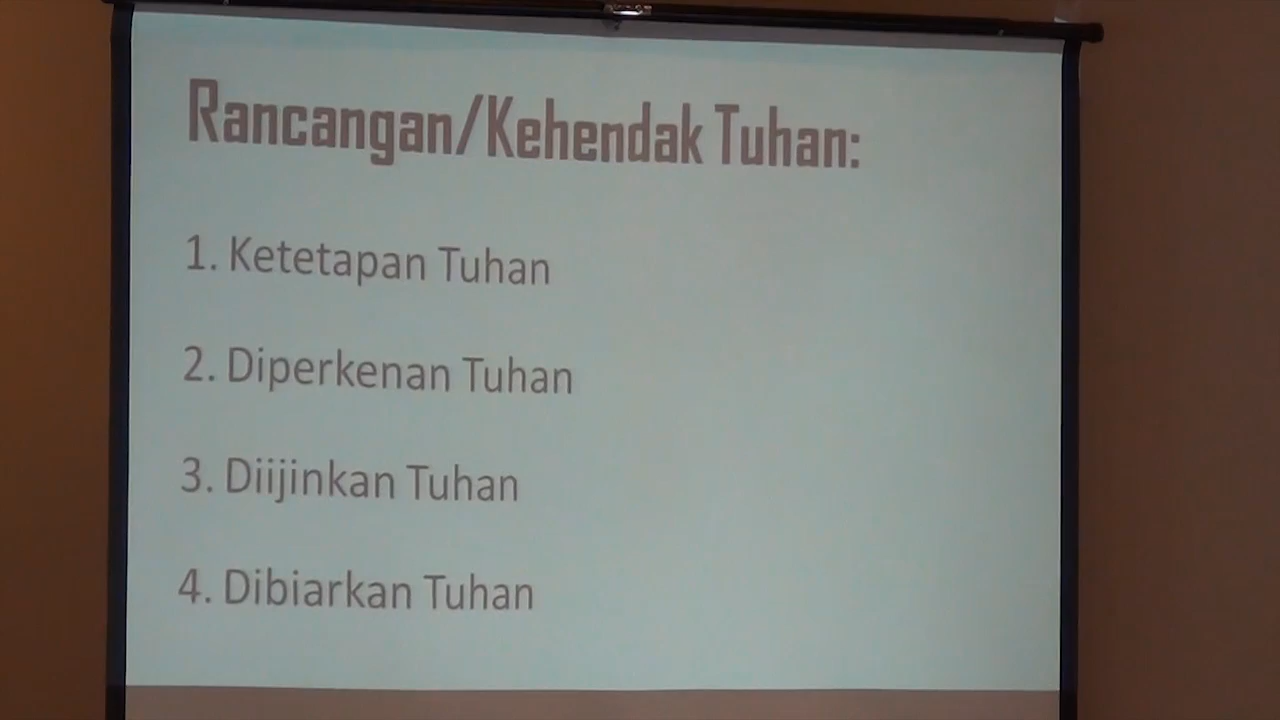 Rancangan/Kehendak Tuhan:
1. Ketetapan Tuhan
2. Diperkenan Tuhan
3. Diijinkan Tuhan
4. Dibiarkan Tuhan